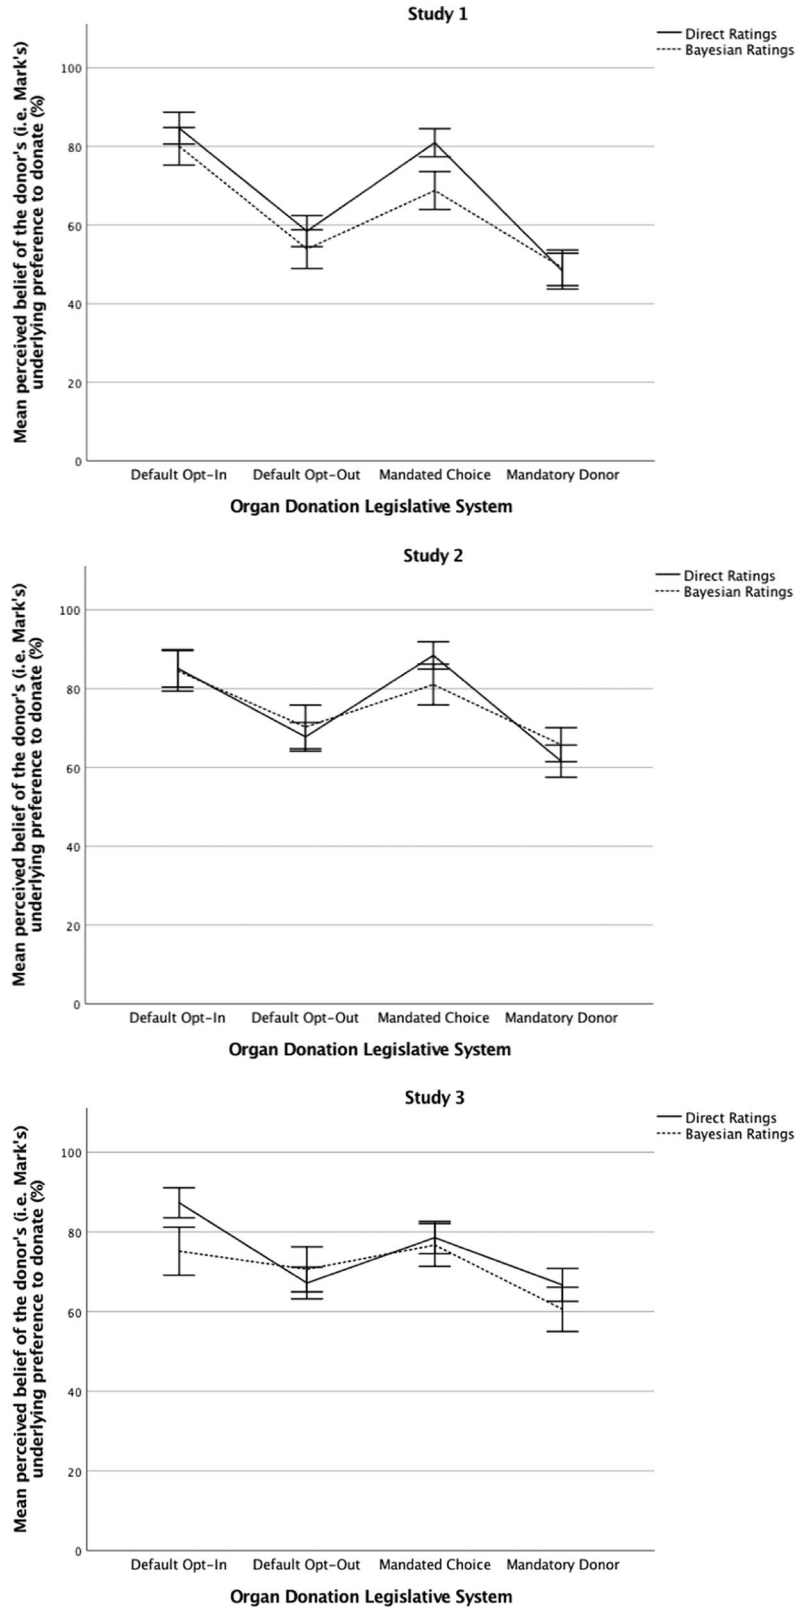 Study 1
Direct Ratings
Bayesian Ratings
Mean perceived belief of the donor's (i.e. Mark's)
underlying preference to donate (%)
100
80
60
40
20
0
Default Opt-In Default Opt-Out Mandated Choice Mandatory Donor
Organ Donation Legislative System
Study 2
Direct Ratings
Bayesian Ratings
Mean perceived belief of the donor's (i.e. Mark's)
underlying preference to donate (%)
100
80
60
40
20
0
Default Opt-In Default Opt-Out Mandated Choice Mandatory Donor
Organ Donation Legislative System
Study 3
Direct Ratings
Bayesian Ratings
Mean perceived belief of the donor's (i.e. Mark's)
underlying preference to donate (%)
100
80
60
40
20
0
Default Opt-In Default Opt-Out Mandated Choice Mandatory Donor
Organ Donation Legislative System